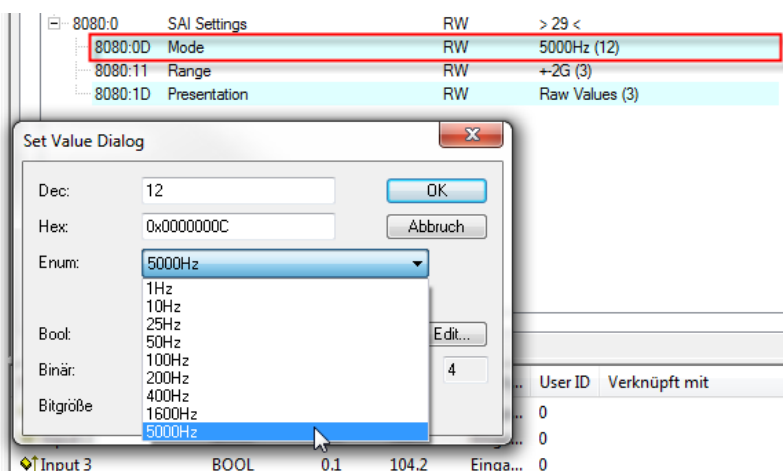 8080:0 SAI Settings RW > 29 <
8080:0D Mode RW 5000Hz (12)
8080:11 Range RW +-2G (3)
8080:1D Presentation RW Raw Values (3)
Set Value Dialog
Dec: 12 OK
Hex: 0x0000000C Abbruch
Enum: 5000Hz
1Hz
10Hz
25Hz
Bool: 50Hz Edit...
100Hz
Binär: 200Hz 4
400Hz
Bitgröße 1600Hz
5000Hz
... User ID Verknüpft mit
... 0
... 0
Input 3 BOOL 0.1 104.2 Einga... 0